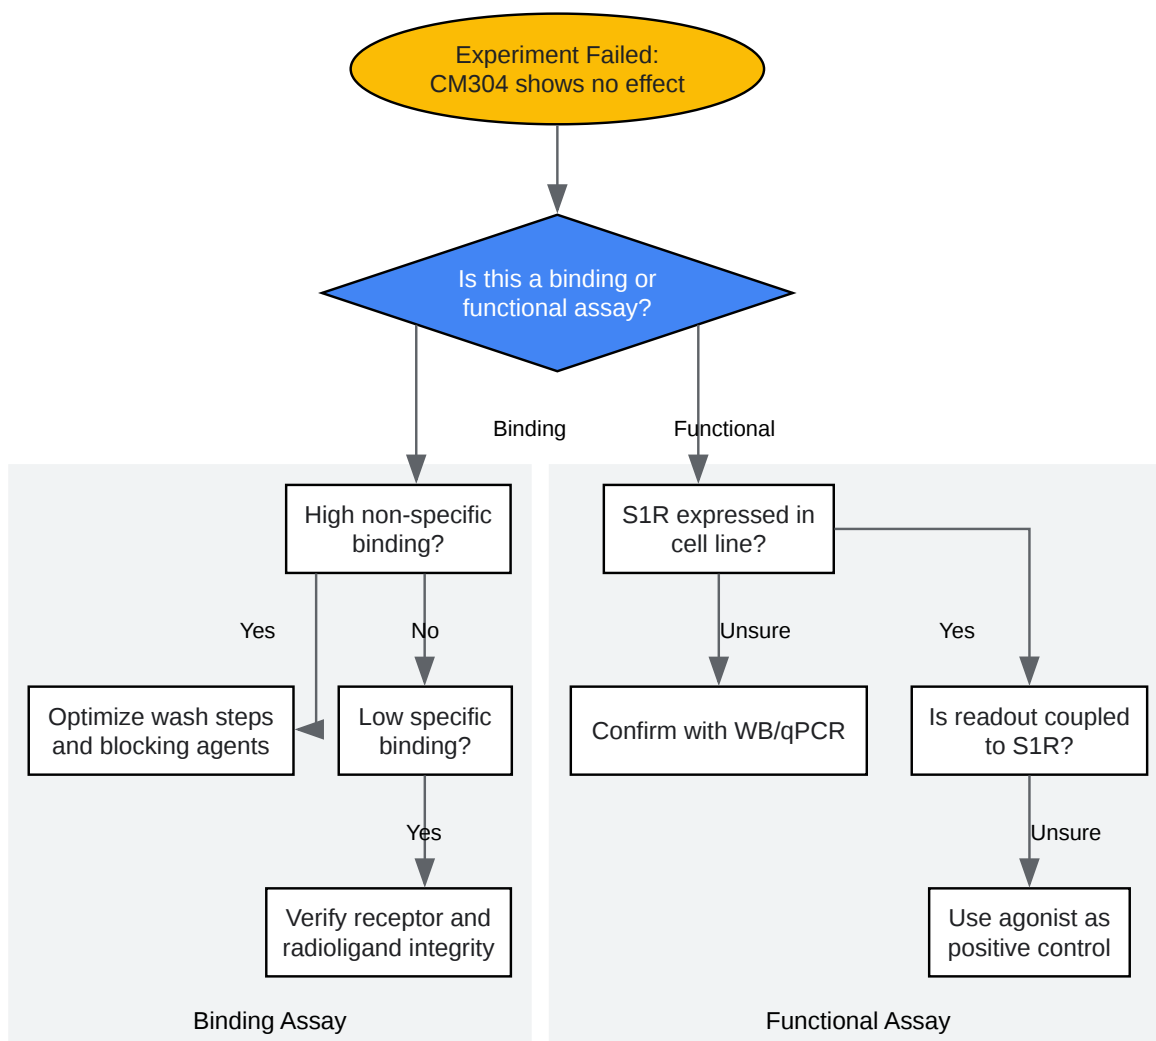 Experiment Failed:
CM304 shows no effect
Is this a binding or
functional assay?
Binding
Functional
High non-specific
binding?
S1R expressed in
cell line?
Yes
No
Unsure
Yes
Optimize wash steps
and blocking agents
Low specific
binding?
Confirm with WB/qPCR
Is readout coupled
to S1R?
Yes
Unsure
Verify receptor and
radioligand integrity
Use agonist as
positive control
Binding Assay
Functional Assay